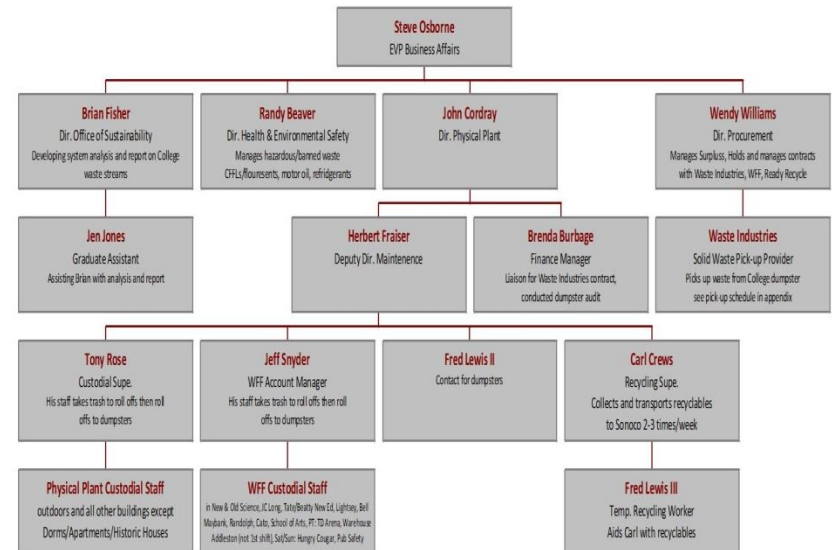 Steve Osborne
EVP Business Affairs
Brian Fisher
Dir. Office of Sustainability
Developing system analysis and report on College
waste streams
Randy Beaver
Dir. Health & Environmental Safety
Manages hazardous/banned waste
CFFLs/flouresents, motor oil, refridgerants
John Cordray
Dir. Physical Plant
Wendy Williams
Dir. Procurement
Manages Surpluss, Holds and manages contracts
with Waste Industries, WFF, Ready Recycle
Jen Jones
Graduate Assistant
Assisting Brian with analysis and report
Herbert Fraiser
Deputy Dir. Maintenence
Brenda Burbage
Finance Manager
Liaison for Waste Industries contract,
conducted dumpster audit
Waste Industries
Solid Waste Pick-up Provider
Picks up waste from College dumpster
see pick-up schedule in appendix
Tony Rose
Custodial Supe.
His staff takes trash to roll offs then roll
offs to dumpsters
Jeff Snyder
WFF Account Manager
His staff takes trash to roll offs then roll
offs to dumpsters
Fred Lewis II
Contact for dumpsters
Carl Crews
Recycling Supe.
Collects and transports recyclables
to Sonoco 2-3 times/week
Physical Plant Custodial Staff
outdoors and all other buildings except
Dorms/Apartments/Historic Houses
WFF Custodial Staff
in New & Old Science, JC Long, Tate/Beatty New Ed, Lightsey, Bell
Maybank, Randolph, Cato, School of Arts, PT: TD Arena, Warehouse
Addleston (not 1st shift), Sat/Sun: Hungry Cougar, Pub Safety
Fred Lewis III
Temp. Recycling Worker
Aids Carl with recyclables